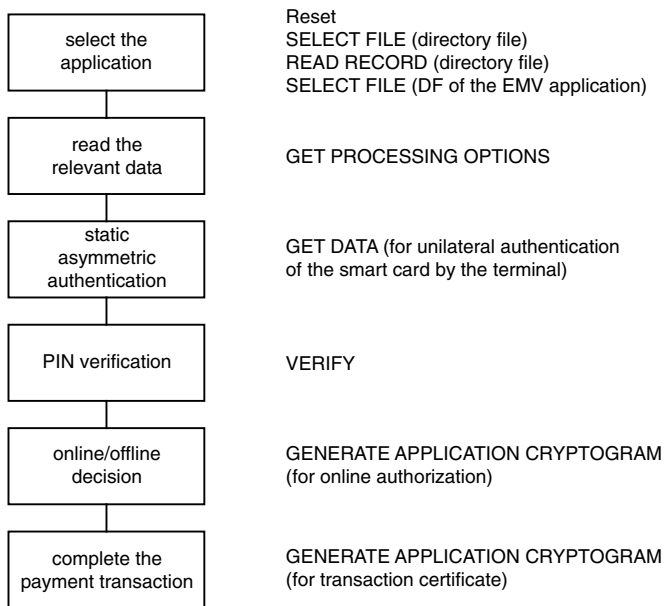 select the
application
Reset
SELECT FILE (directory file)
READ RECORD (directory file)
SELECT FILE (DF of the EMV application)
read the
relevant data
GET PROCESSING OPTIONS
static
asymmetric
authentication
GET DATA (for unilateral authentication
of the smart card by the terminal)
PIN verification
VERIFY
online/offline
decision
GENERATE APPLICATION CRYPTOGRAM
(for online authorization)
complete the
payment transaction
GENERATE APPLICATION CRYPTOGRAM
(for transaction certificate)